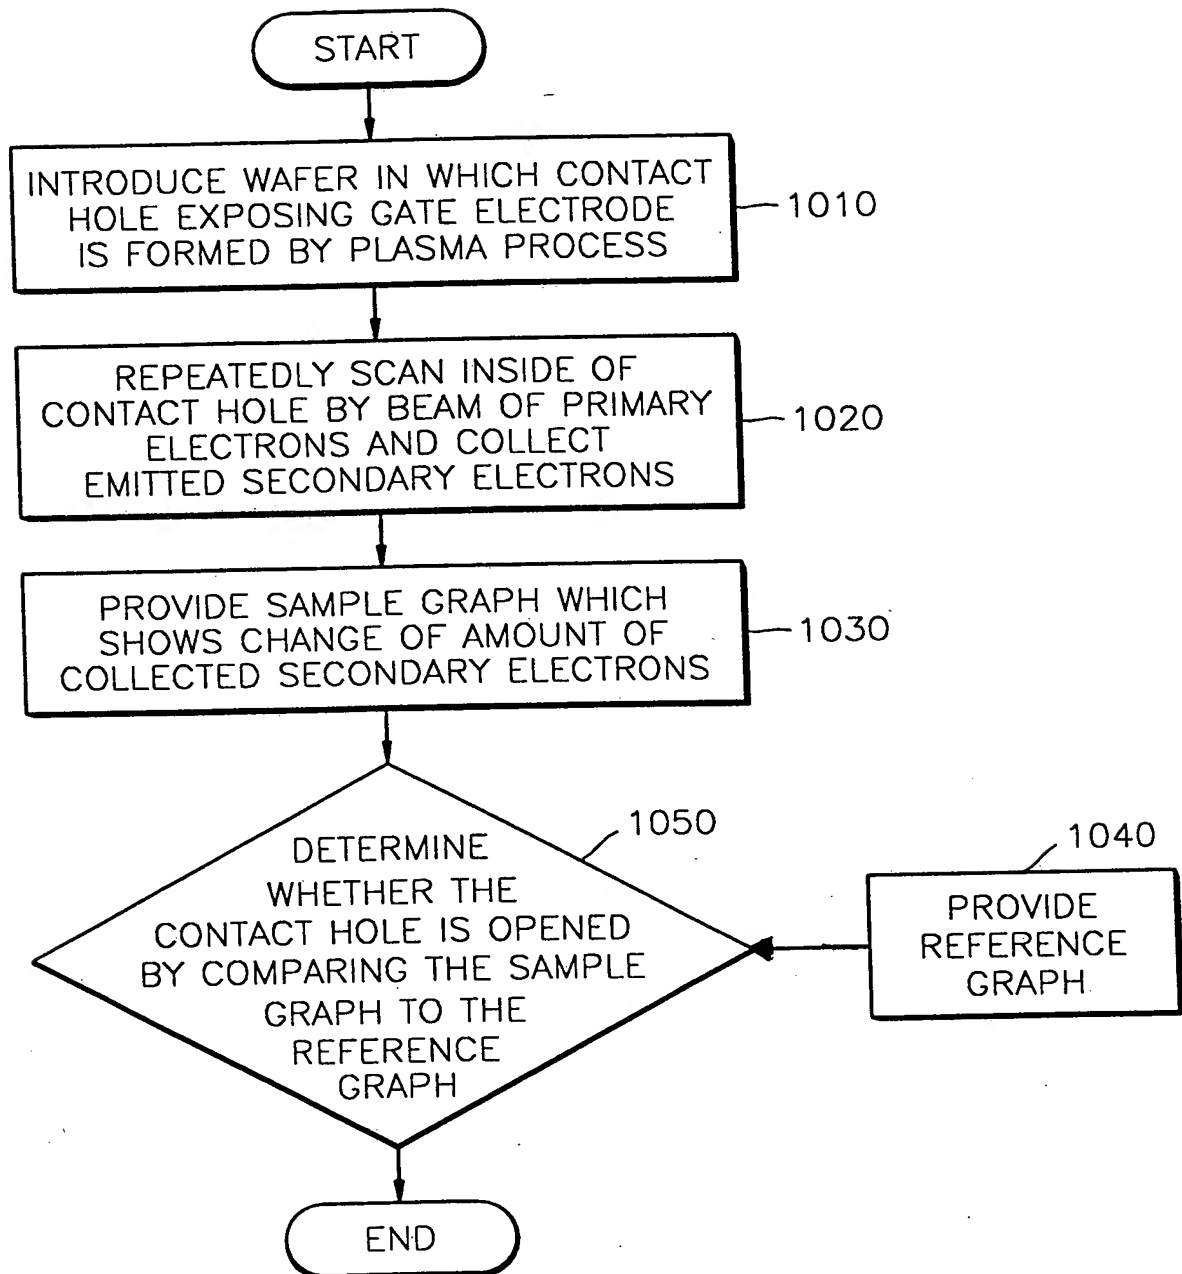 START
INTRODUCE WAFER IN WHICH CONTACT
HOLE EXPOSING GATE ELECTRODE
IS FORMED BY PLASMA PROCESS
1010
REPEATEDLY SCAN INSIDE OF
CONTACT HOLE BY BEAM OF PRIMARY
ELECTRONS AND COLLECT
EMITTED SECONDARY ELECTRONS
1020
PROVIDE SAMPLE GRAPH WHICH
SHOWS CHANGE OF AMOUNT OF
COLLECTED SECONDARY ELECTRONS
1030
DETERMINE
WHETHER THE
CONTACT HOLE IS OPENED
BY COMPARING THE SAMPLE
GRAPH TO THE
REFERENCE
GRAPH
1050
1040
PROVIDE
REFERENCE
GRAPH
END